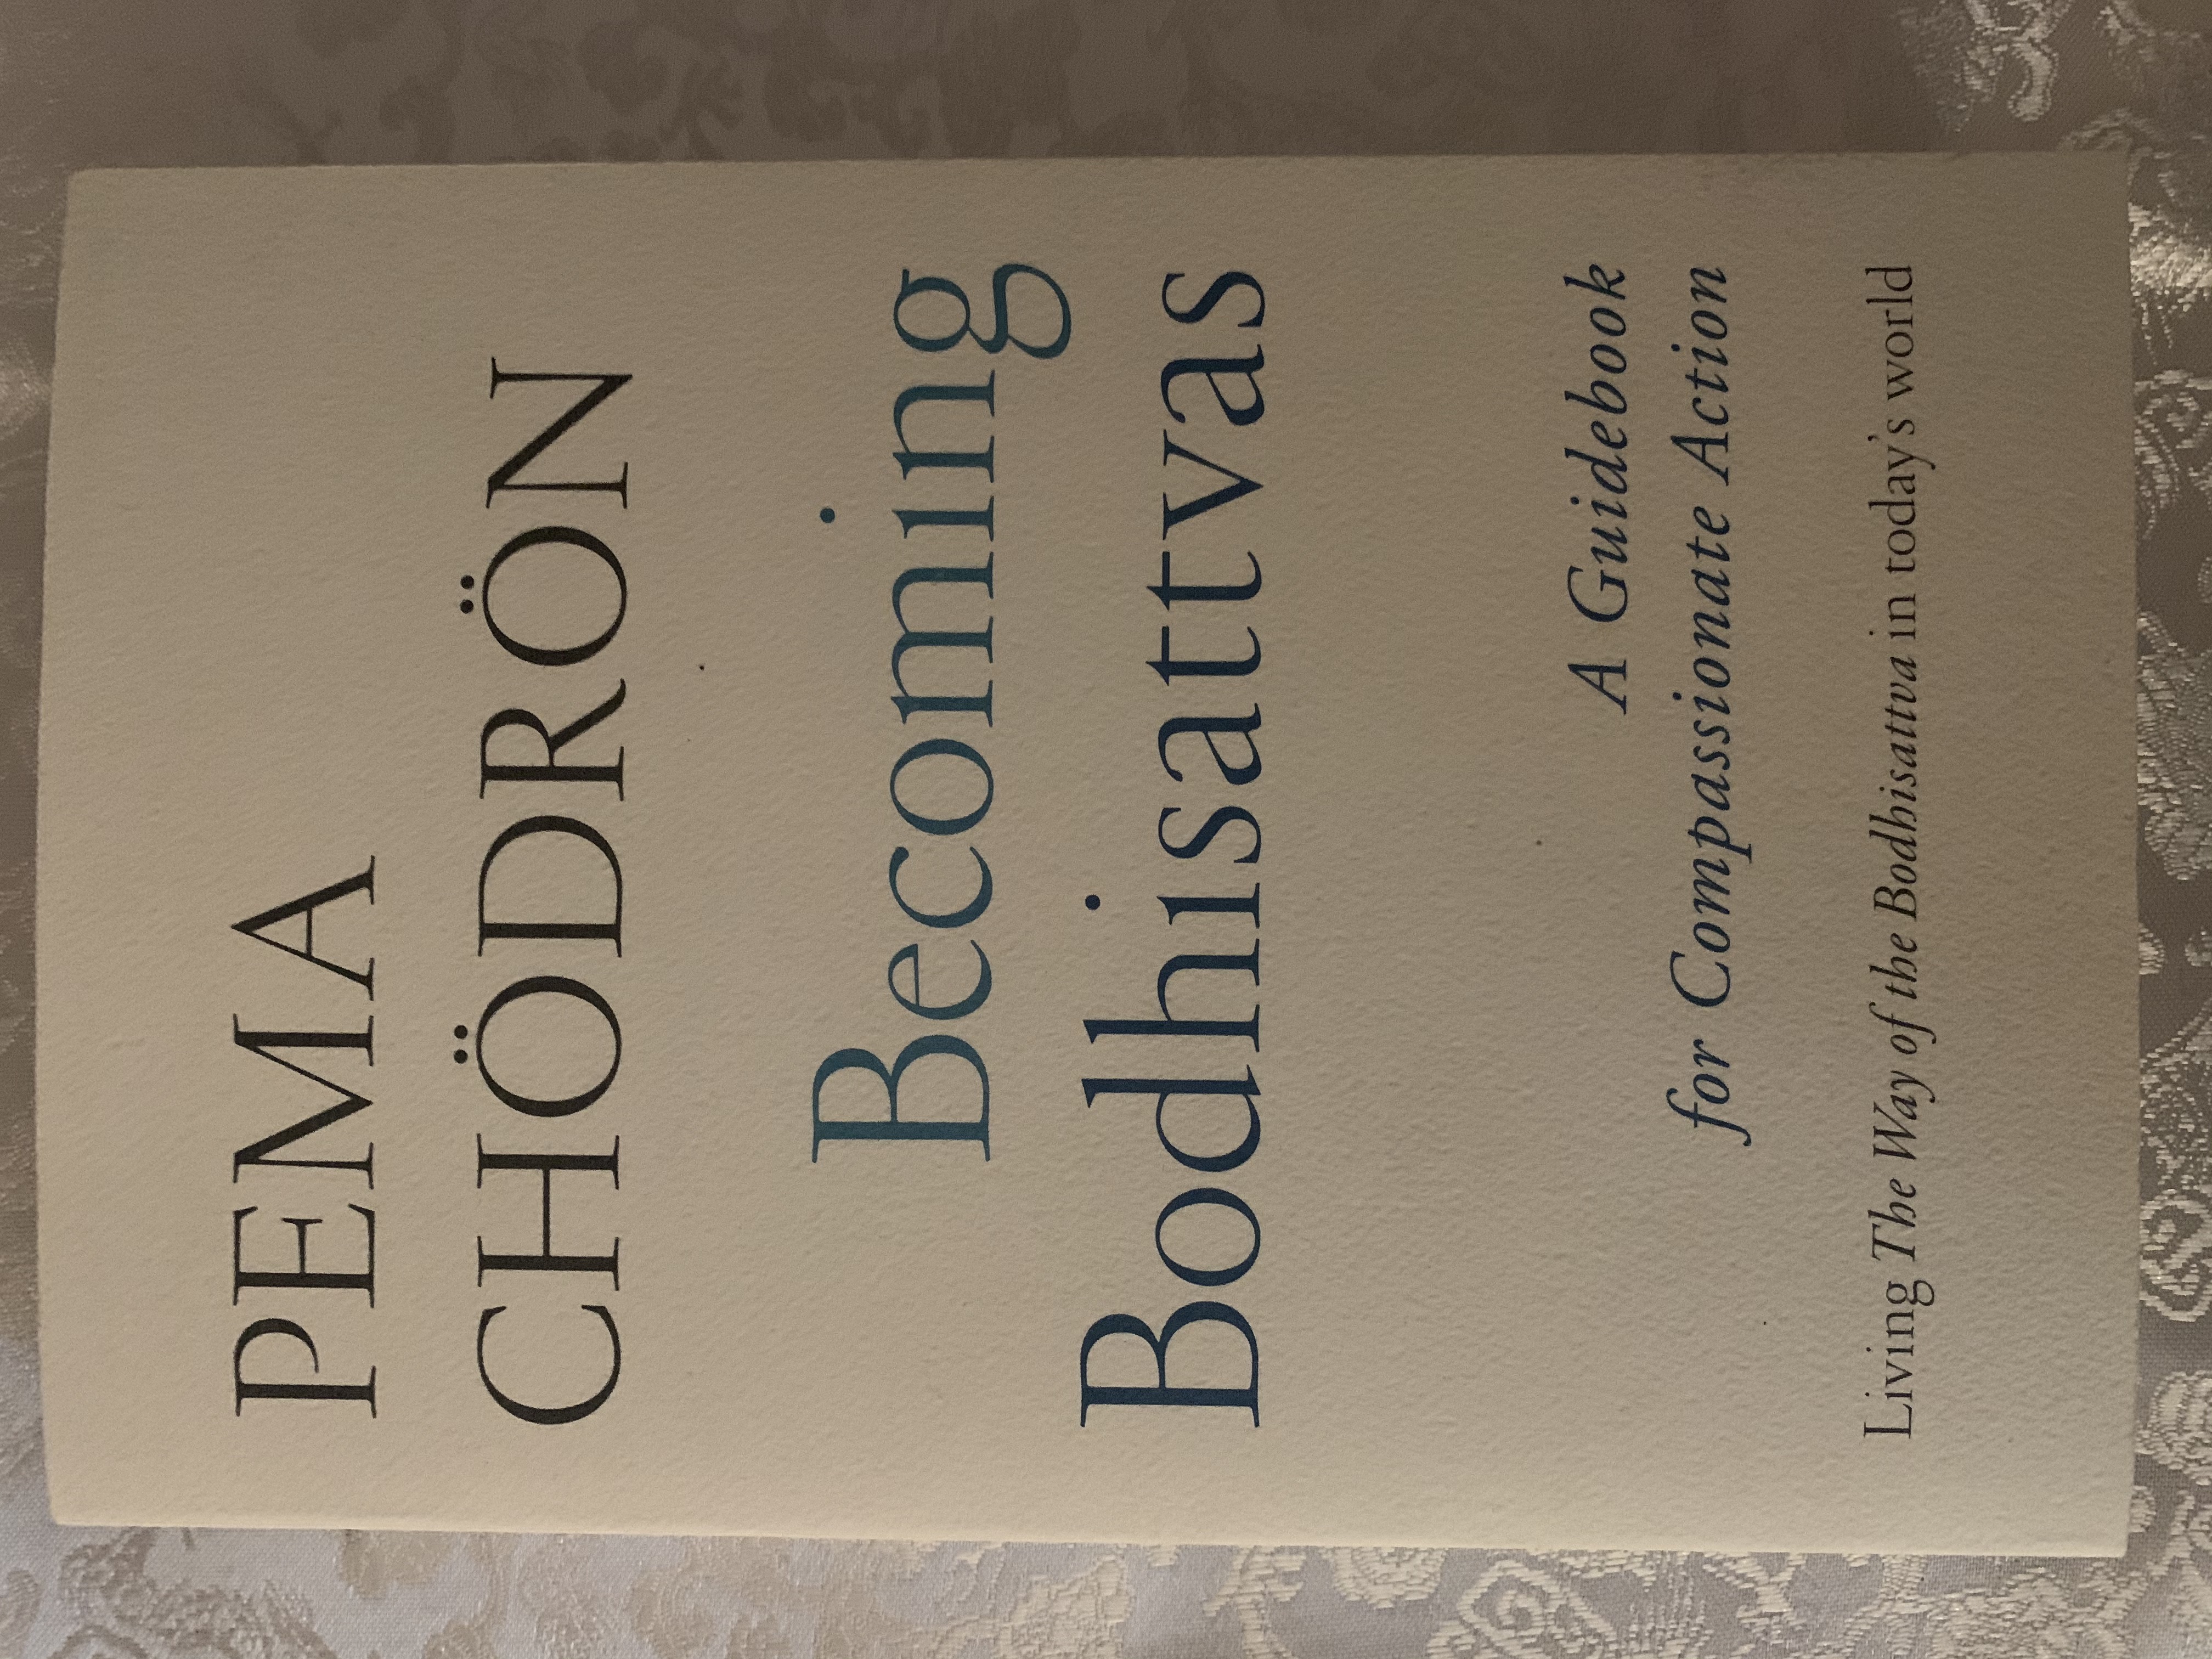 PEMA
CHÖDRÖN
Becoming
Bodhisattvas
A Guidebook
for Compassionate Action
Living The Way of the Bodhisattva in today's world